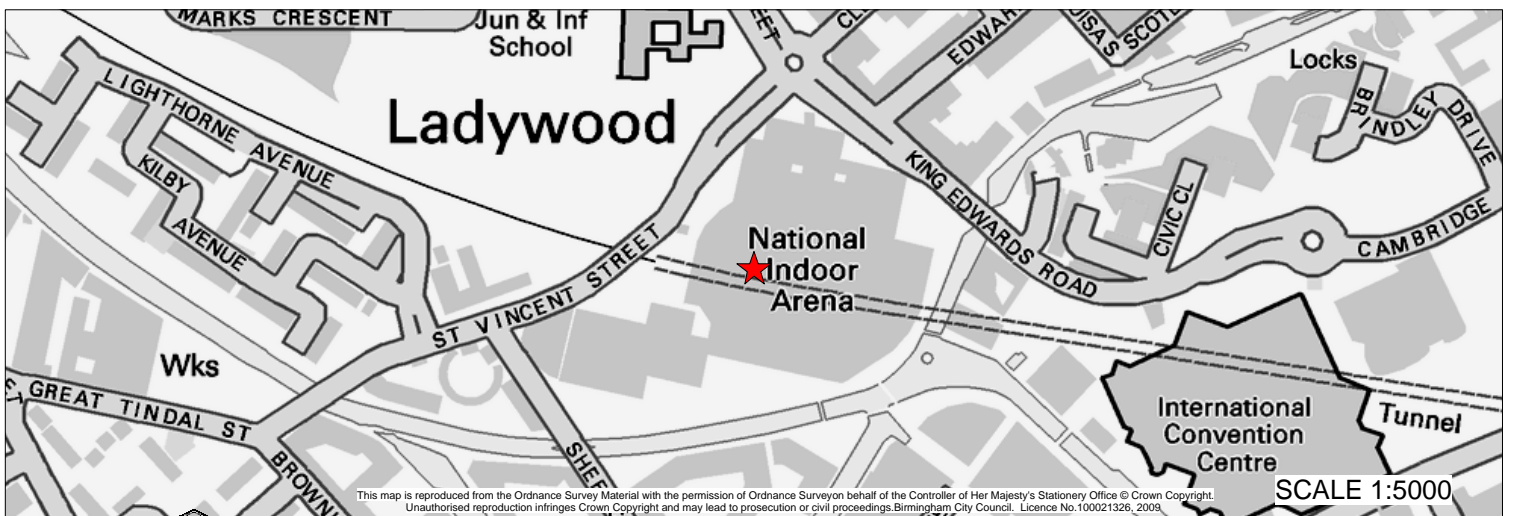 MARKS CRESCENT
Jun & Inf
School
EDWAR
SCOTL
Locks
BRINDLEY DRIVE
LIGHTHORNE AVENUE
Ladywood
KILBY
AVENUE
KING EDWARDS ROAD
CIVIC CL
CAMBRIDGE
National
Indoor
Arena
ST VINCENT STREET
Wks
GREAT TINDAL ST
International
Convention
Centre
Tunnel
BROWN
SHEE
SCALE 1:5000
This map is reproduced from the Ordnance Survey Material with the permission of Ordnance Surveyon behalf of the Controller of Her Majesty's Stationery Office © Crown Copyright.
Unauthorised reproduction infringes Crown Copyright and may lead to prosecution or civil proceedings.Birmingham City Council. Licence No.100021326, 2009